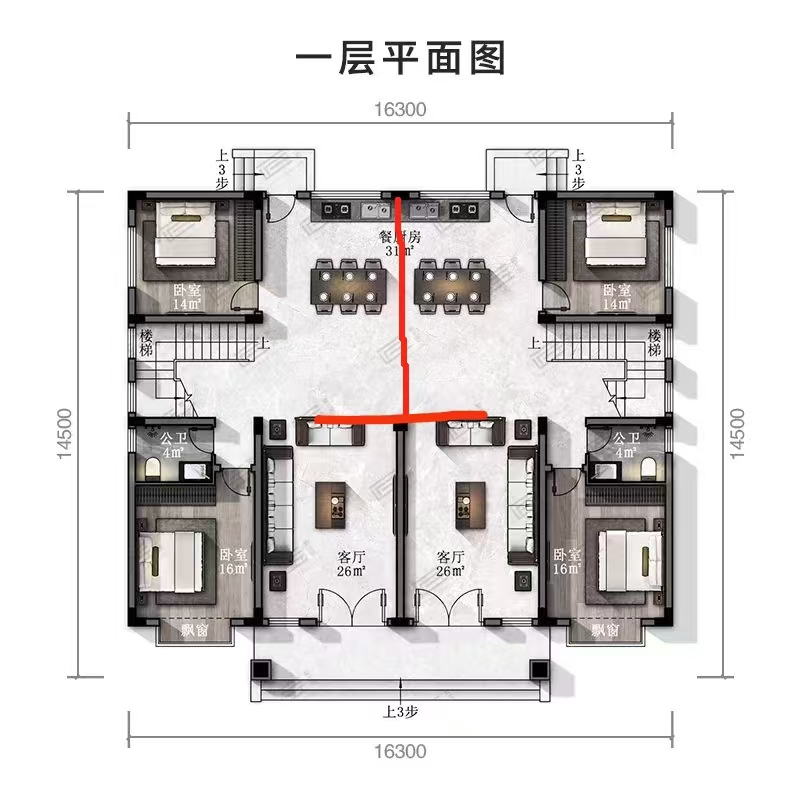 一层平面图
16300
上
3
步
上
3
步
餐厨房
31㎡
卧室
14㎡
卧室
14㎡
楼梯
上
上
楼梯
14500
14500
公卫
4㎡
公卫
4㎡
卧室
16㎡
客厅
26㎡
客厅
26㎡
卧室
16㎡
飘窗
飘窗
上3步
16300